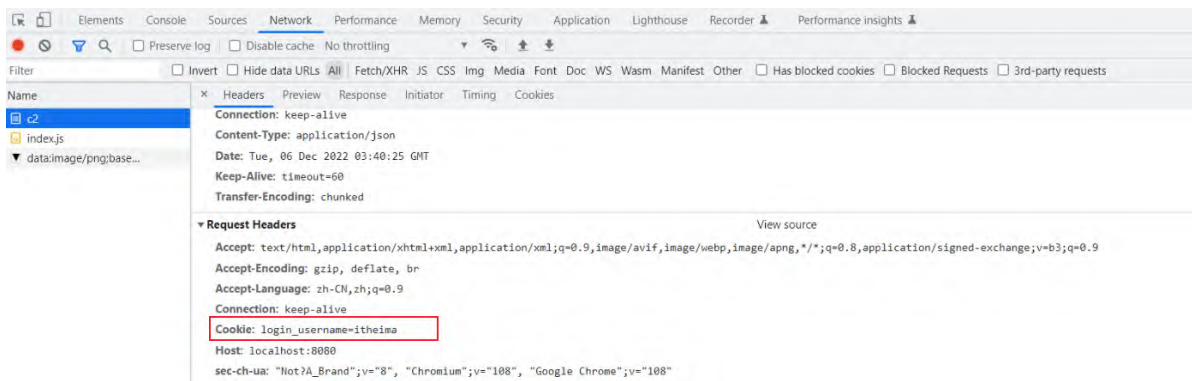 Elements Console Sources Network Performance Memory Security Application Lighthouse Recorder Performance insights
Preserve log Disable cache No throttling
Filter Invert Hide data URLs All Fetch/XHR JS CSS Img Media Font Doc WS Wasm Manifest Other Has blocked cookies Blocked Requests 3rd-party requests
Name × Headers Preview Response Initiator Timing Cookies
c2
index.js
data:image/png;base...
Connection: keep-alive
Content-Type: application/json
Date: Tue, 06 Dec 2022 03:40:25 GMT
Keep-Alive: timeout=60
Transfer-Encoding: chunked
Request Headers View source
Accept: text/html,application/xhtml+xml,application/xml;q=0.9,image/avif,image/webp,image/apng,*/*;q=0.8,application/signed-exchange;v=b3;q=0.9
Accept-Encoding: gzip, deflate, br
Accept-Language: zh-CN,zh;q=0.9
Connection: keep-alive
Cookie: login_username=itheima
Host: localhost:8080
sec-ch-ua: "Not?A_Brand";v="8", "Chromium";v="108", "Google Chrome";v="108"